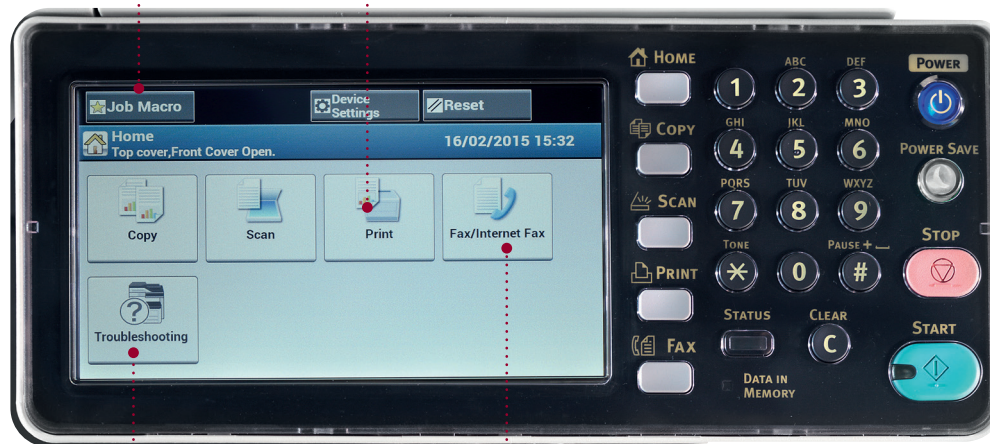 Job Macro
Device
Settings
Reset
Home
Top cover,Front Cover Open.
16/02/2015 15:32
Copy
Scan
Print
Fax/Internet Fax
Troubleshooting
HOME
COPY
SCAN
PRINT
FAX
ABC
DEF
1
2
3
GHI
JKL
MNO
4
5
6
PQRS
TUV
WXYZ
7
8
9
TONE
PAUSE +
0
#
STATUS
CLEAR
C
DATA IN
MEMORY
POWER
POWER SAVE
STOP
START